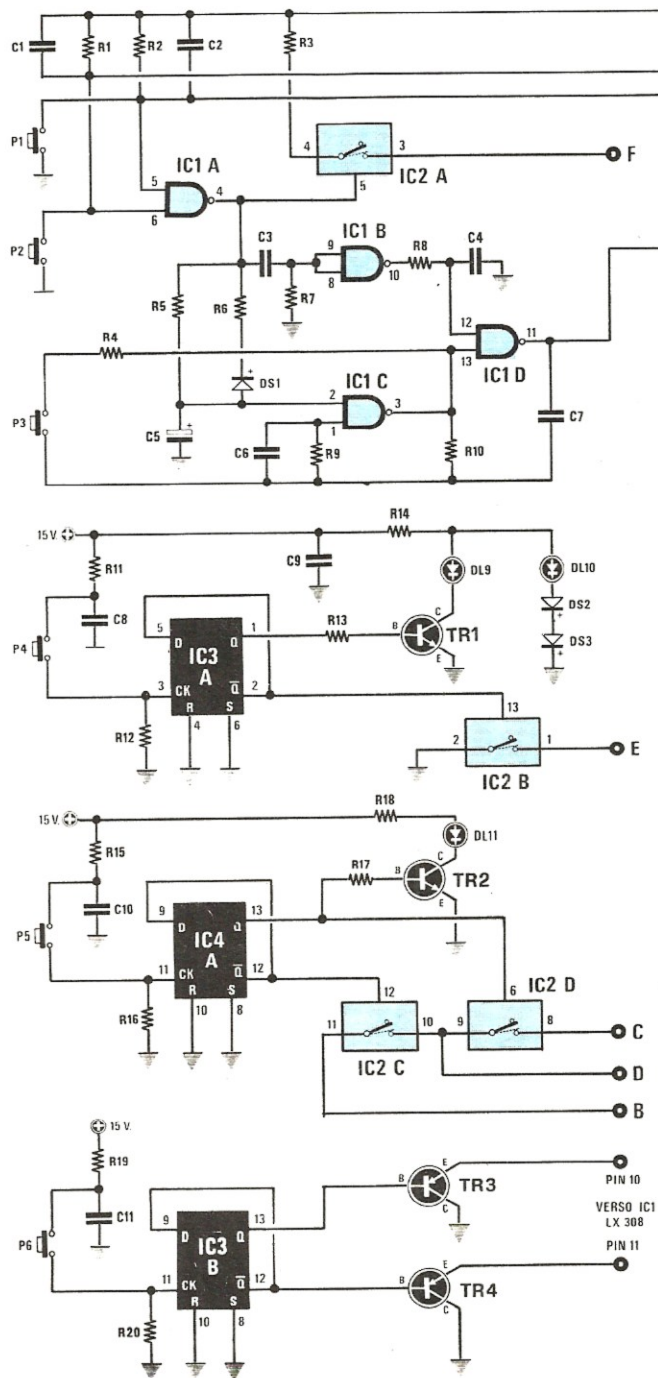 C1 R1 R2 C2 R3
P1
4 3 F
IC2 A
5
IC1 A
5 4
6
P2
C3
IC1 B
9
8 10
R8 C4
R5 R6 R7
12 11
13
IC1 D
R4
DS1
IC1 C
2 3
1
P3
C5 +
C6 R9 R10 C7
R14
15 V.
R11
C9
DL9 DL10
C8
DS2
R13
B C E TR1
DS3
P4
5 D Q 1
IC3
A
3 CK Q 2
R S
R12
4 6
13
2 1 E
IC2 B
R18
15 V.
R15
DL11
R17
B C E TR2
C10
P5
9 D Q 13
IC4
A
11 CK Q 12
R S
R16
10 8
12
11 10
IC2 C
IC2 D
6
9 8 C
D
B
15 V.
R19
C11
B E C TR3
PIN 10
VERSO IC1
LX 308
PIN 11
P6
9 D Q 13
IC3
B
11 CK Q 12
R S
R20
10 8
B E C TR4